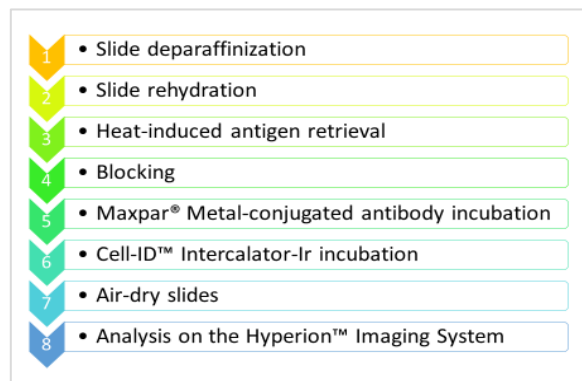 1 • Slide deparaffinization
2 • Slide rehydration
3 • Heat-induced antigen retrieval
4 • Blocking
5 • Maxpar® Metal-conjugated antibody incubation
6 • Cell-ID™ Intercalator-Ir incubation
7 • Air-dry slides
8 • Analysis on the Hyperion™ Imaging System